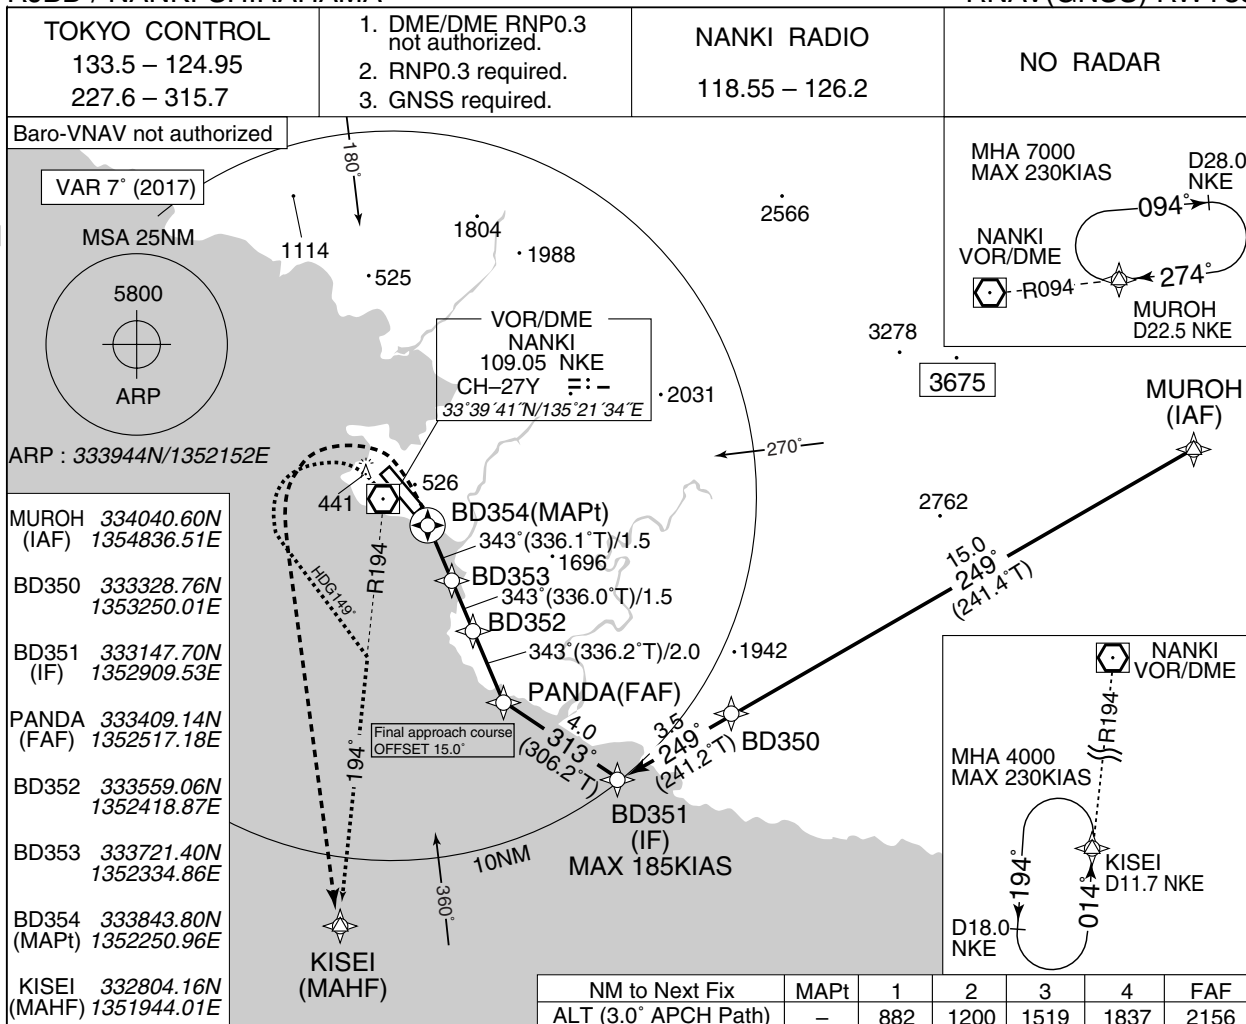 RJBD / NANKI-SHIRAHAMA
TOKYO CONTROL
133.5 – 124.95
227.6 – 315.7
1. DME/DME RNP0.3
not authorized.
2. RNP0.3 required.
3. GNSS required.
NANKI RADIO
118.55 – 126.2
NO RADAR
Baro-VNAV not authorized
VAR 7° (2017)
MSA 25NM
5800
ARP
ARP : 333944N/1352152E
180°
1114
1804
1988
525
2566
VOR/DME
NANKI
109.05 NKE
CH–27Y
33°39´41˝N/135°21´34˝E
2031
3278
3675
270°
2762
MHA 7000
MAX 230KIAS
D28.0
NKE
094°
NANKI
VOR/DME
R094
274°
MUROH
D22.5 NKE
MUROH
(IAF)
441
526
BD354(MAPt)
343°(336.1°T)/1.5
1696
BD353
343°(336.0°T)/1.5
BD352
343°(336.2°T)/2.0
1942
PANDA(FAF)
R194
HDG149°
194°
Final approach course
OFFSET 15.0°
4.0
313°
(306.2°T)
3.5
249°
(241.2°T)
BD350
15.0
249°
(241.4°T)
BD351
(IF)
MAX 185KIAS
10NM
360°
KISEI
(MAHF)
MUROH 334040.60N
(IAF) 1354836.51E
BD350 333328.76N
1353250.01E
BD351 333147.70N
(IF) 1352909.53E
PANDA 333409.14N
(FAF) 1352517.18E
BD352 333559.06N
1352418.87E
BD353 333721.40N
1352334.86E
BD354 333843.80N
(MAPt) 1352250.96E
KISEI 332804.16N
(MAHF) 1351944.01E
NANKI
VOR/DME
R194
MHA 4000
MAX 230KIAS
194°
014°
KISEI
D11.7 NKE
D18.0
NKE
NM to Next Fix MAPt 1 2 3 4 FAF
ALT (3.0° APCH Path) – 882 1200 1519 1837 2156